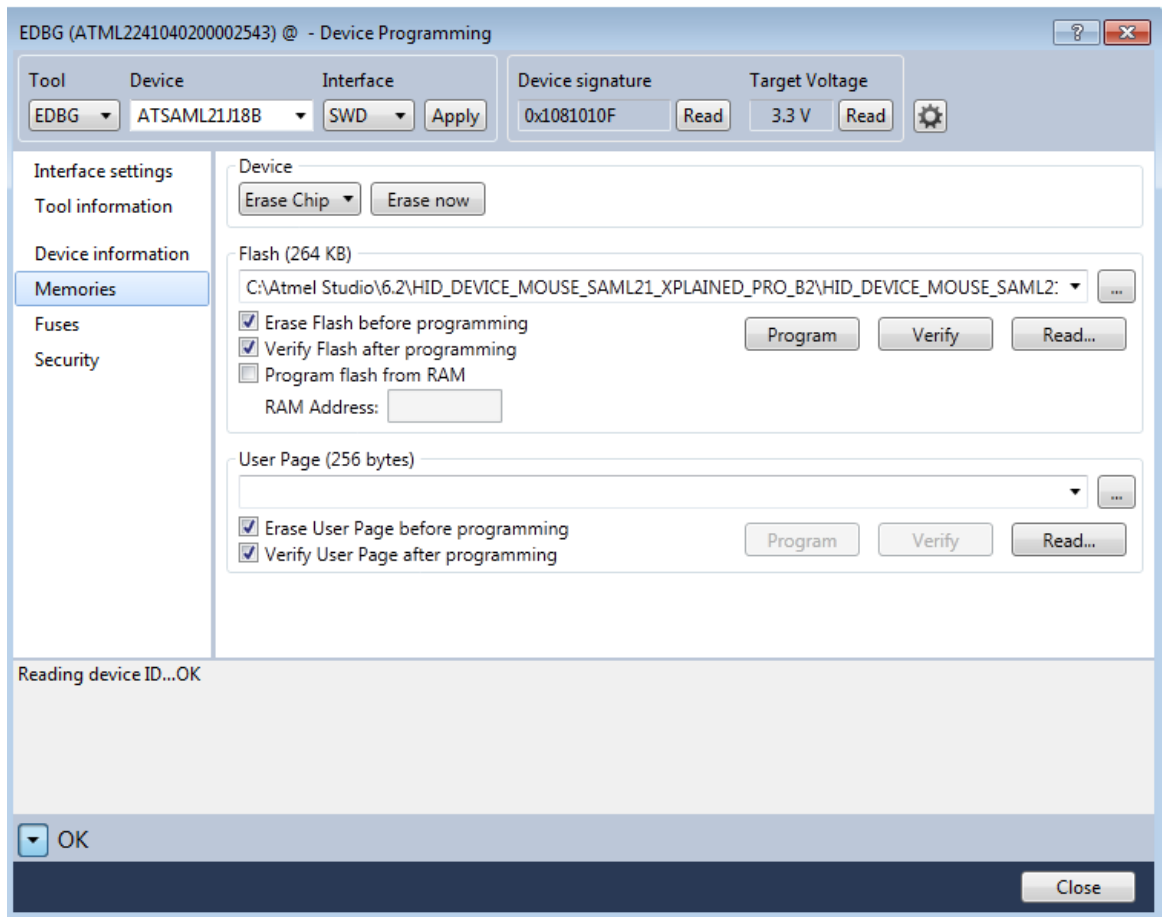 EDBG (ATML2241040200002543) @ - Device Programming
Tool Device Interface Device signature Target Voltage
EDBG ATSAML21J18B SWD Apply 0x1081010F Read 3.3 V Read
Interface settings
Tool information
Device information
Memories
Fuses
Security
Device
Erase Chip Erase now
Flash (264 KB)
C:\Atmel Studio\6.2\HID_DEVICE_MOUSE_SAML21_XPLAINED_PRO_B2\HID_DEVICE_MOUSE_SAML2: ...
Erase Flash before programming
Verify Flash after programming
Program flash from RAM
RAM Address:
Program Verify Read...
User Page (256 bytes)
...
Erase User Page before programming
Verify User Page after programming
Program Verify Read...
Reading device ID...OK
OK
Close